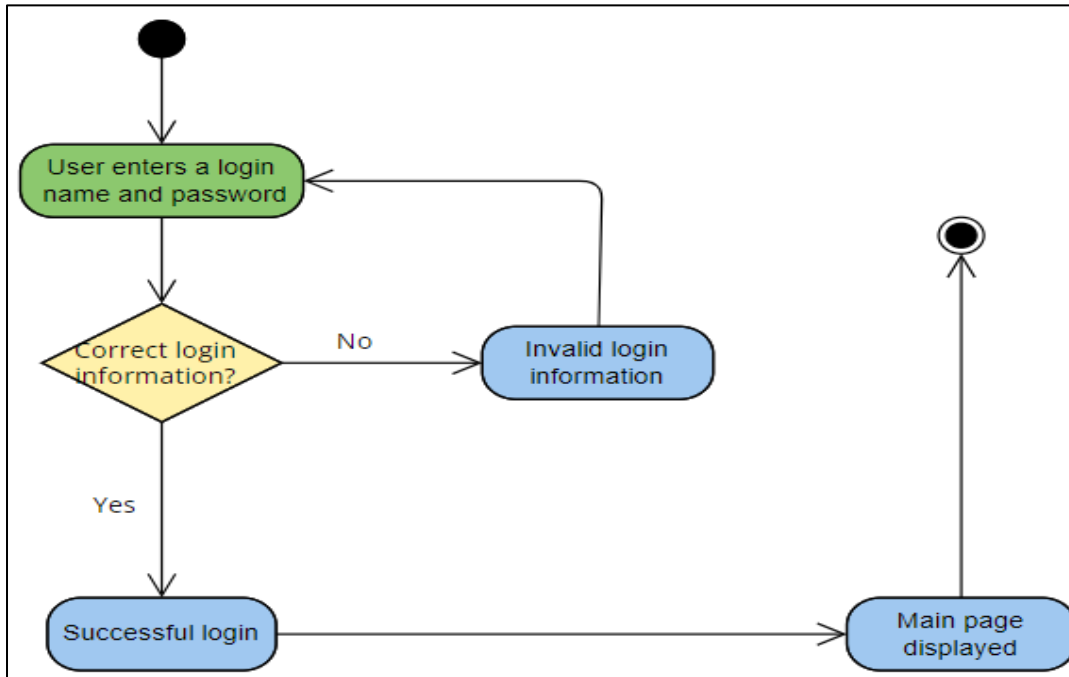 User enters a login
name and password
Correct login
information?
No
Invalid login
information
Yes
Successful login
Main page
displayed